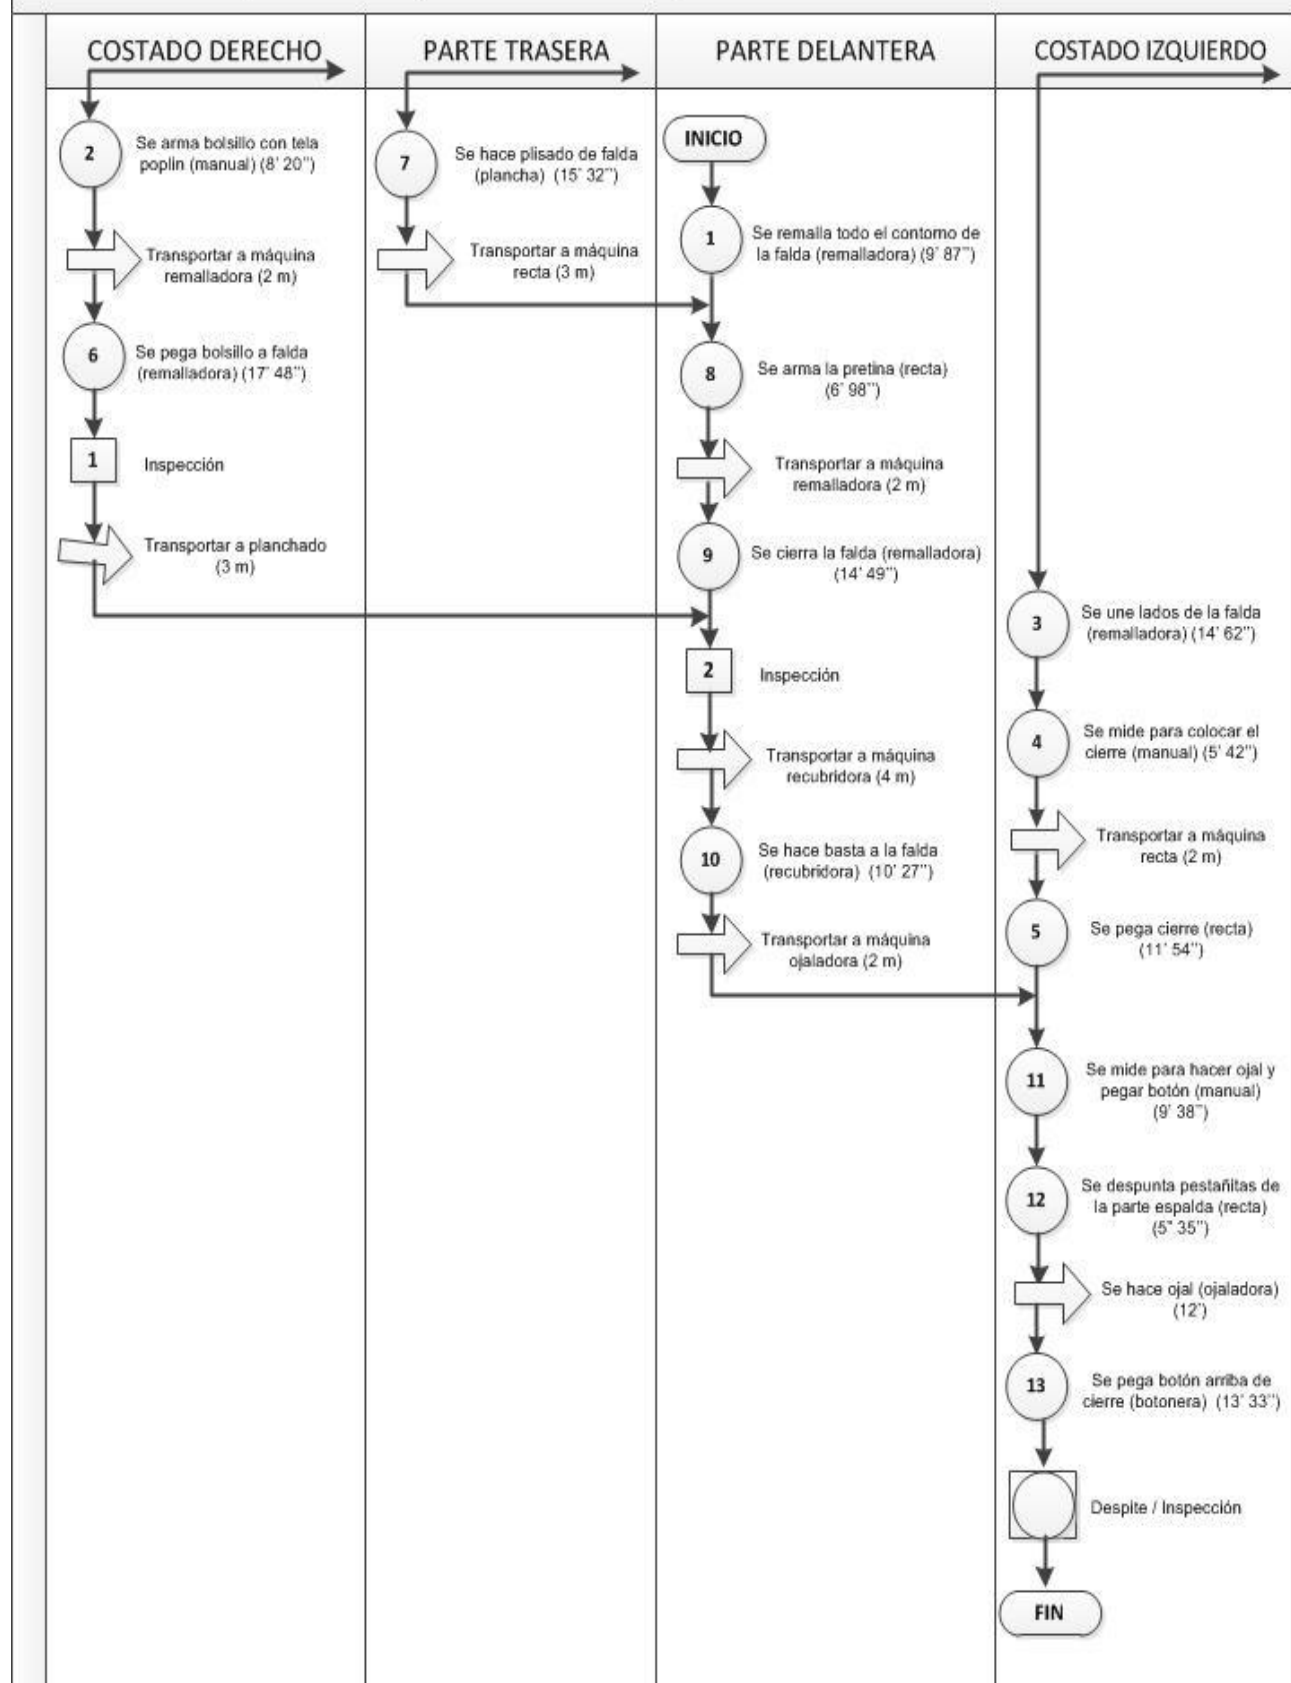 COSTADO DERECHO
2
Se arma bolsillo con tela
poplin (manual) (8' 20")
Transportar a máquina
remalladora (2 m)
6
Se pega bolsillo a falda
(remalladora) (17' 48")
1
Inspección
Transportar a planchado
(3 m)
PARTE TRASERA
7
Se hace plisado de falda
(plancha) (15' 32")
Transportar a máquina
recta (3 m)
PARTE DELANTERA
INICIO
1
Se remalla todo el contorno de
la falda (remalladora) (9' 87")
8
Se arma la pretina (recta)
(6' 98")
Transportar a máquina
remalladora (2 m)
9
Se cierra la falda (remalladora)
(14' 49")
2
Inspección
Transportar a máquina
recubridora (4 m)
10
Se hace basta a la falda
(recubridora) (10' 27")
Transportar a máquina
ojaladora (2 m)
COSTADO IZQUIERDO
3
Se une lados de la falda
(remalladora) (14' 62")
4
Se mide para colocar el
cierre (manual) (5' 42")
Transportar a máquina
recta (2 m)
5
Se pega cierre (recta)
(11' 54")
11
Se mide para hacer ojal y
pegar botón (manual)
(9' 38")
12
Se despunta pestañitas de
la parte espalda (recta)
(5" 35")
Se hace ojal (ojaladora)
(12')
13
Se pega botón arriba de
cierre (botonera) (13' 33")
Despite / Inspección
FIN